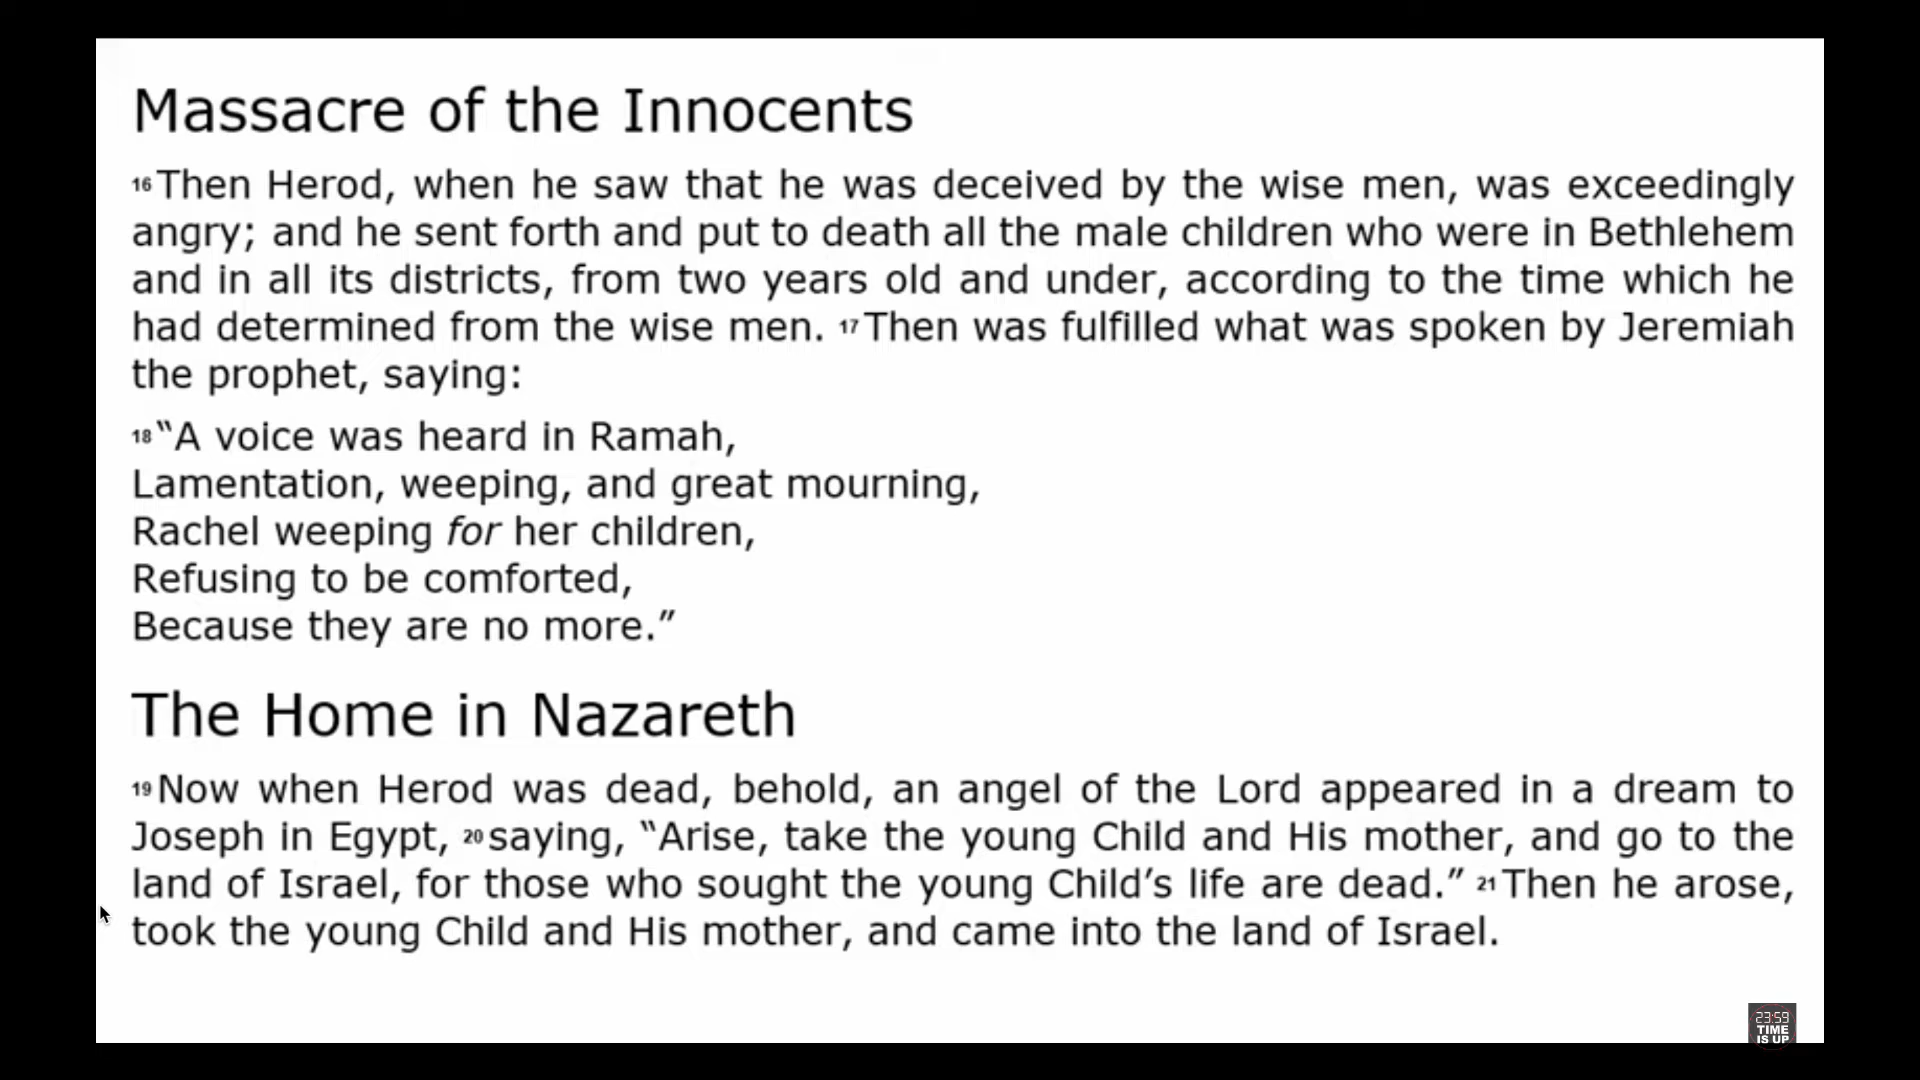 Massacre of the Innocents
16 Then Herod, when he saw that he was deceived by the wise men, was exceedingly
angry; and he sent forth and put to death all the male children who were in Bethlehem
and in all its districts, from two years old and under, according to the time which he
had determined from the wise men. 17 Then was fulfilled what was spoken by Jeremiah
the prophet, saying:
18 “A voice was heard in Ramah,
Lamentation, weeping, and great mourning,
Rachel weeping for her children,
Refusing to be comforted,
Because they are no more.”
The Home in Nazareth
19 Now when Herod was dead, behold, an angel of the Lord appeared in a dream to
Joseph in Egypt, 20 saying, “Arise, take the young Child and His mother, and go to the
land of Israel, for those who sought the young Child’s life are dead.” 21 Then he arose,
took the young Child and His mother, and came into the land of Israel.
23:59
TIME
IS UP